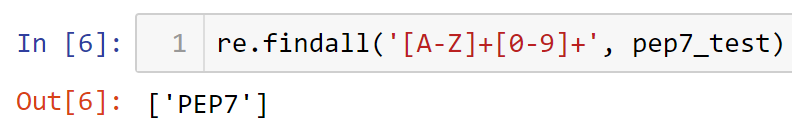 In [6]: 1 re.findall('[A-Z]+[0-9]+', pep7_test)
Out[6]: ['PEP7']